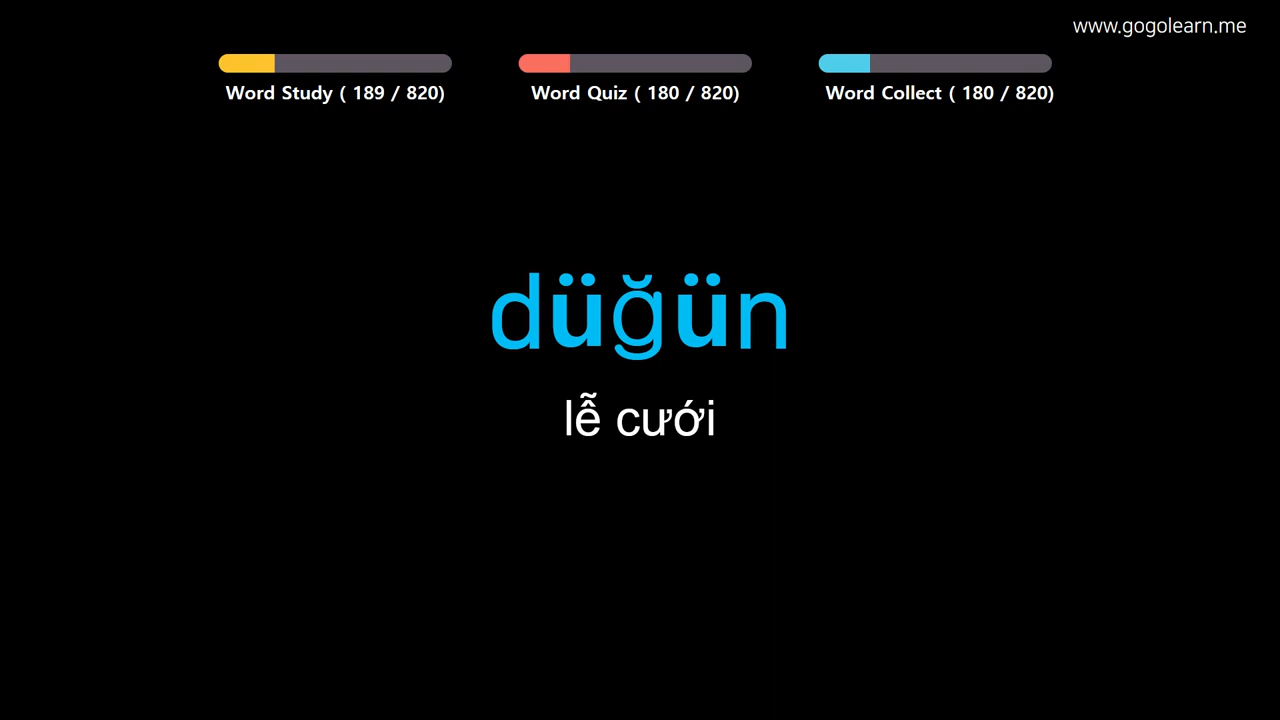 www.gogolearn.me
Word Study ( 189 / 820)
Word Quiz ( 180 / 820)
Word Collect ( 180 / 820)
düğün
lễ cưới